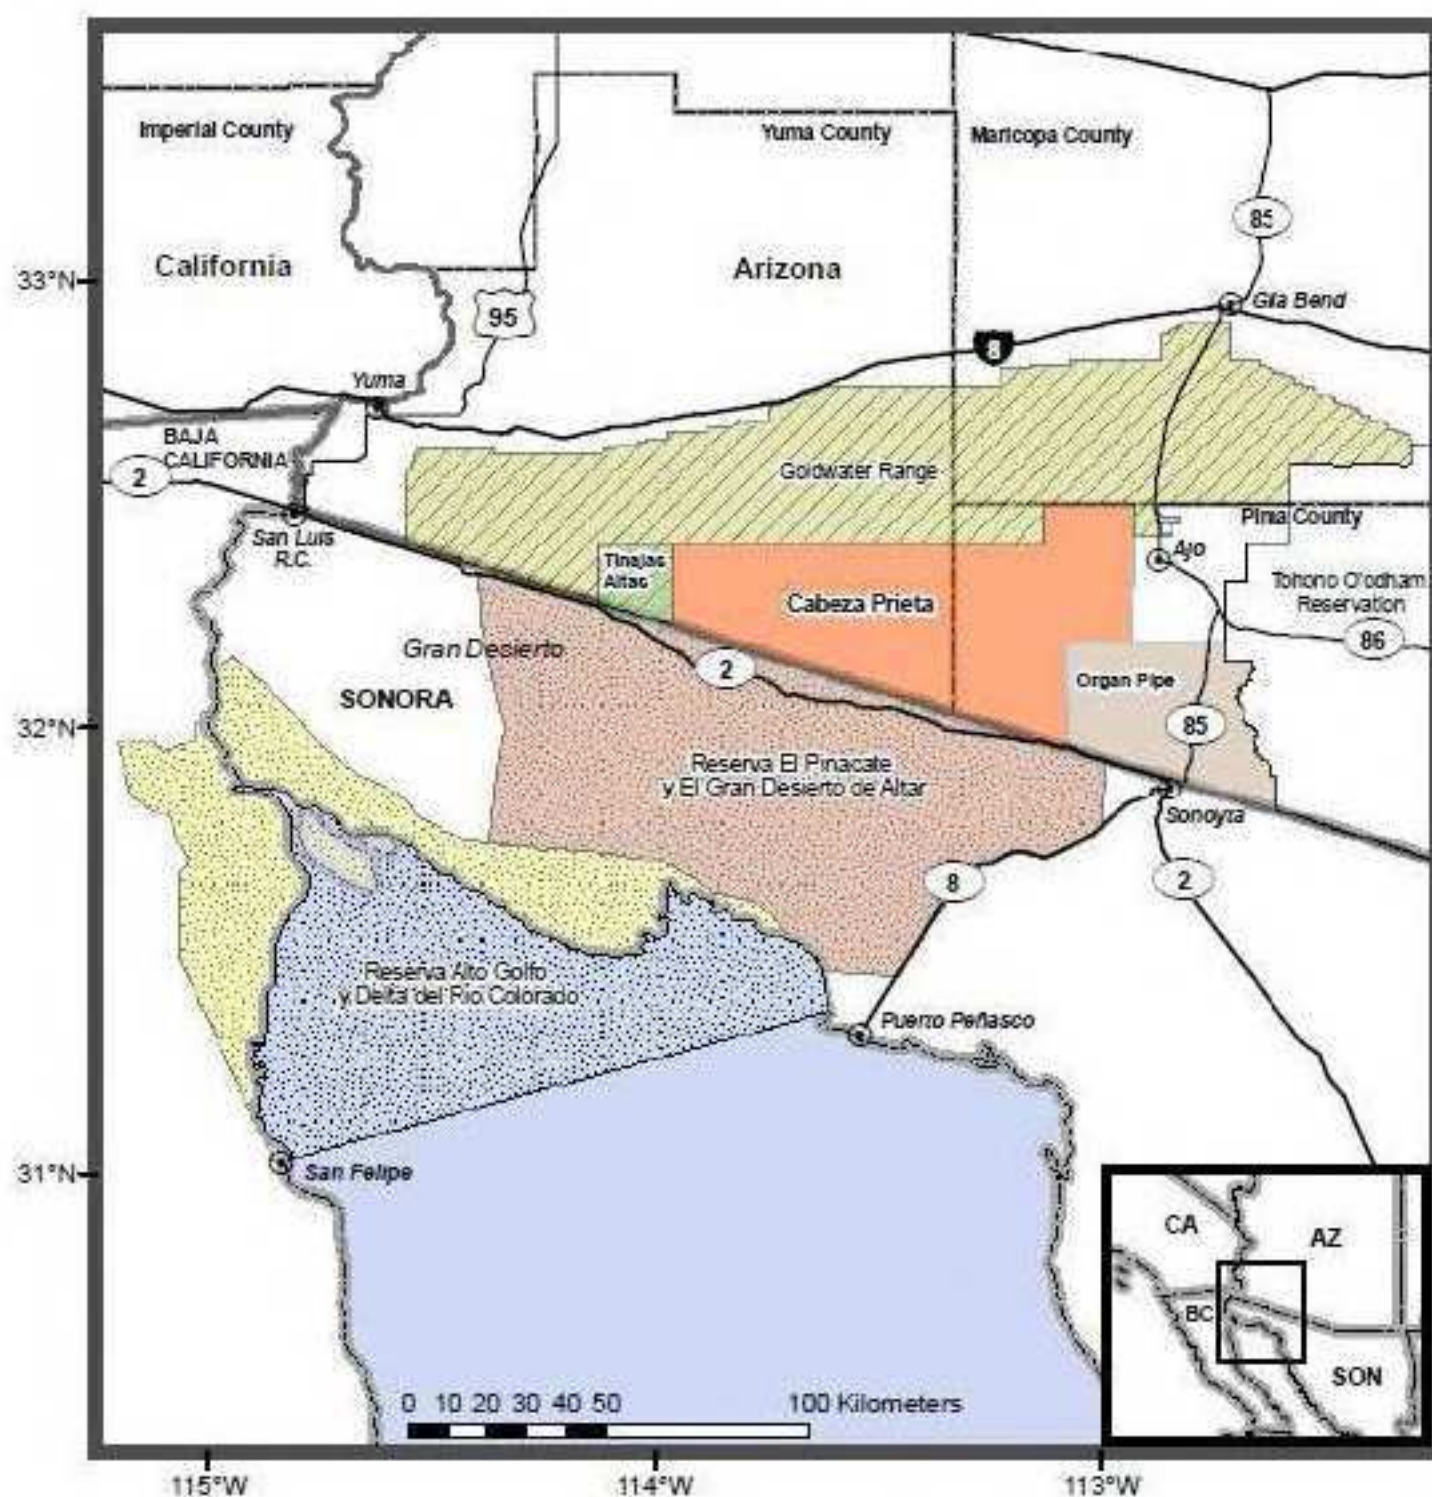 Imperial County
Yuma County
Maricopa County
85
California
Arizona
33°N
95
Gila Bend
8
Yuma
BAJA
CALIFORNIA
2
Goldwater Range
San Luis
R.C.
Pima County
Ajo
Tinajas
Altas
Cabeza Prieta
Tohono O'odham
Reservation
86
Gran Desierto
2
SONORA
Organ Pipe
32°N
85
Reserva El Pinacate
y El Gran Desierto de Altar
Sonoyta
8
2
Reserva Alto Golfo
y Delta del Rio Colorado
Puerto Peñasco
31°N
San Felipe
CA
AZ
BC
SON
0 10 20 30 40 50 100 Kilometers
115°W
114°W
113°W